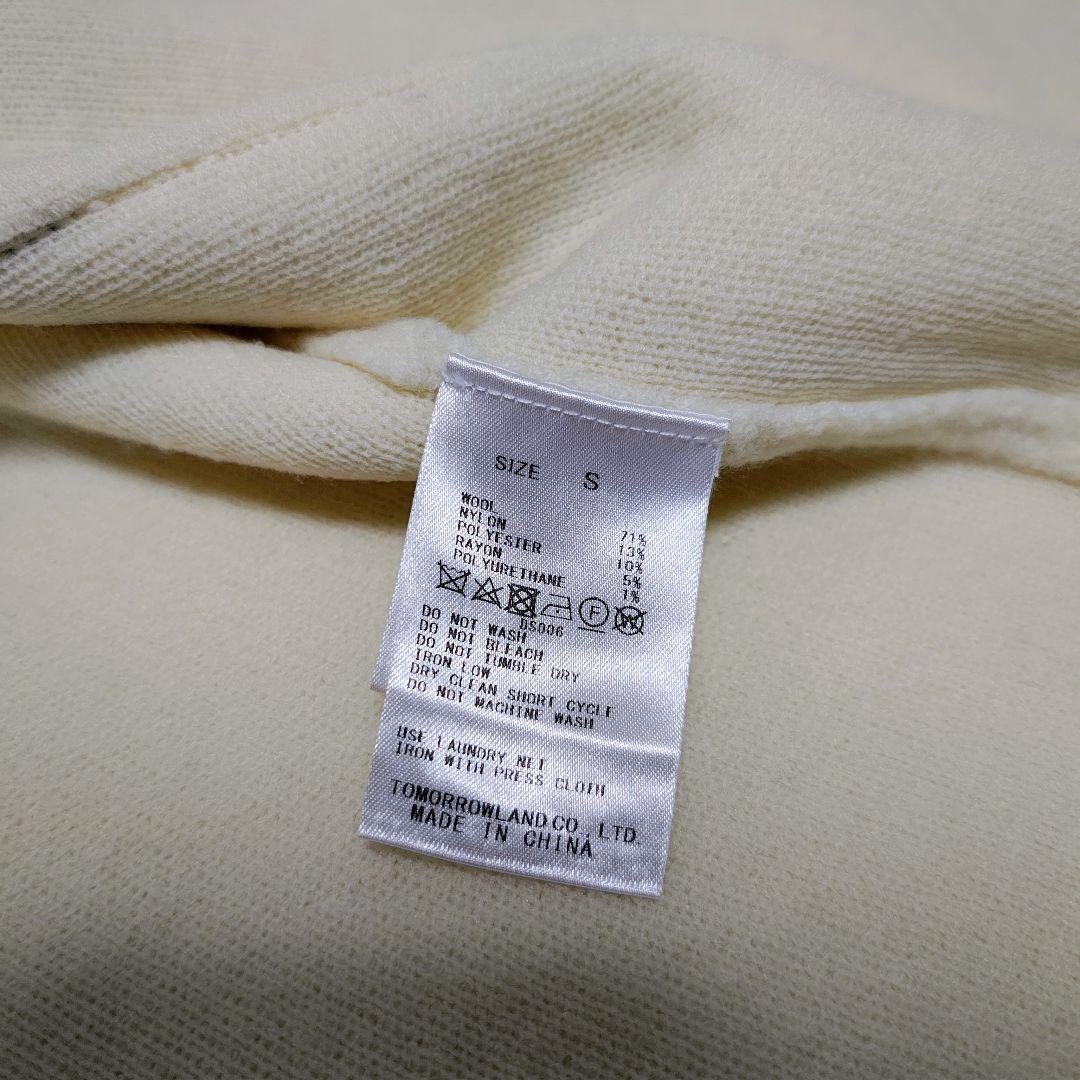 SIZE S
WOOL 71%
NYLON 13%
POLYESTER 10%
RAYON 5%
POLYURETHANE 1%
F W
DS006
DO NOT WASH
DO NOT BLEACH
DO NOT TUMBLE DRY
IRON LOW
DRY CLEAN SHORT CYCLE
DO NOT MACHINE WASH
USE LAUNDRY NET
IRON WITH PRESS CLOTH
TOMORROWLAND CO., LTD.
MADE IN CHINA